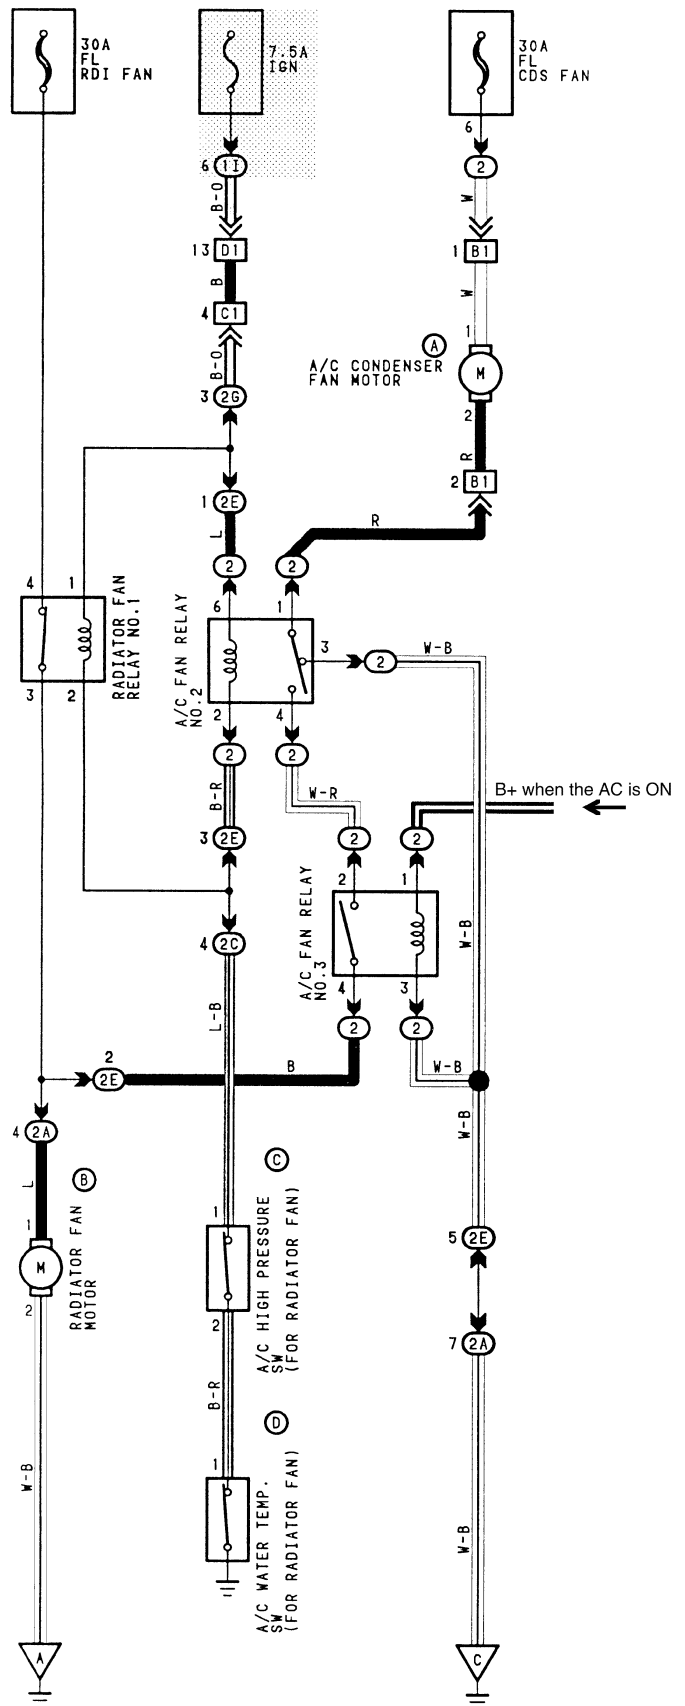 30A
FL
RDI FAN
7.5A
IGN
30A
FL
CDS FAN
6
6 1I
2
B-O
W
13 D1
1 B1
B
W
4 C1
1
B-O
A
A/C CONDENSER
FAN MOTOR
M
3 2G
2
R
2 B1
1 2E
L
R
2
2
4
1
6
1
RADIATOR FAN
RELAY NO.1
A/C FAN RELAY
NO.2
3
2
W-B
3
2
2
4
2
2
B-R
W-R
B+ when the AC is ON
3 2E
2
2
2
1
A/C FAN RELAY
NO.3
4 2C
W-B
4
3
L-B
2
2
2
2E
B
W-B
W-B
4 2A
L
B
C
1
1
RADIATOR FAN
MOTOR
M
A/C HIGH PRESSURE
SW
(FOR RADIATOR FAN)
5 2E
2
2
7 2A
B-R
D
W-B
1
A/C WATER TEMP.
SW
(FOR RADIATOR FAN)
W-B
A
C